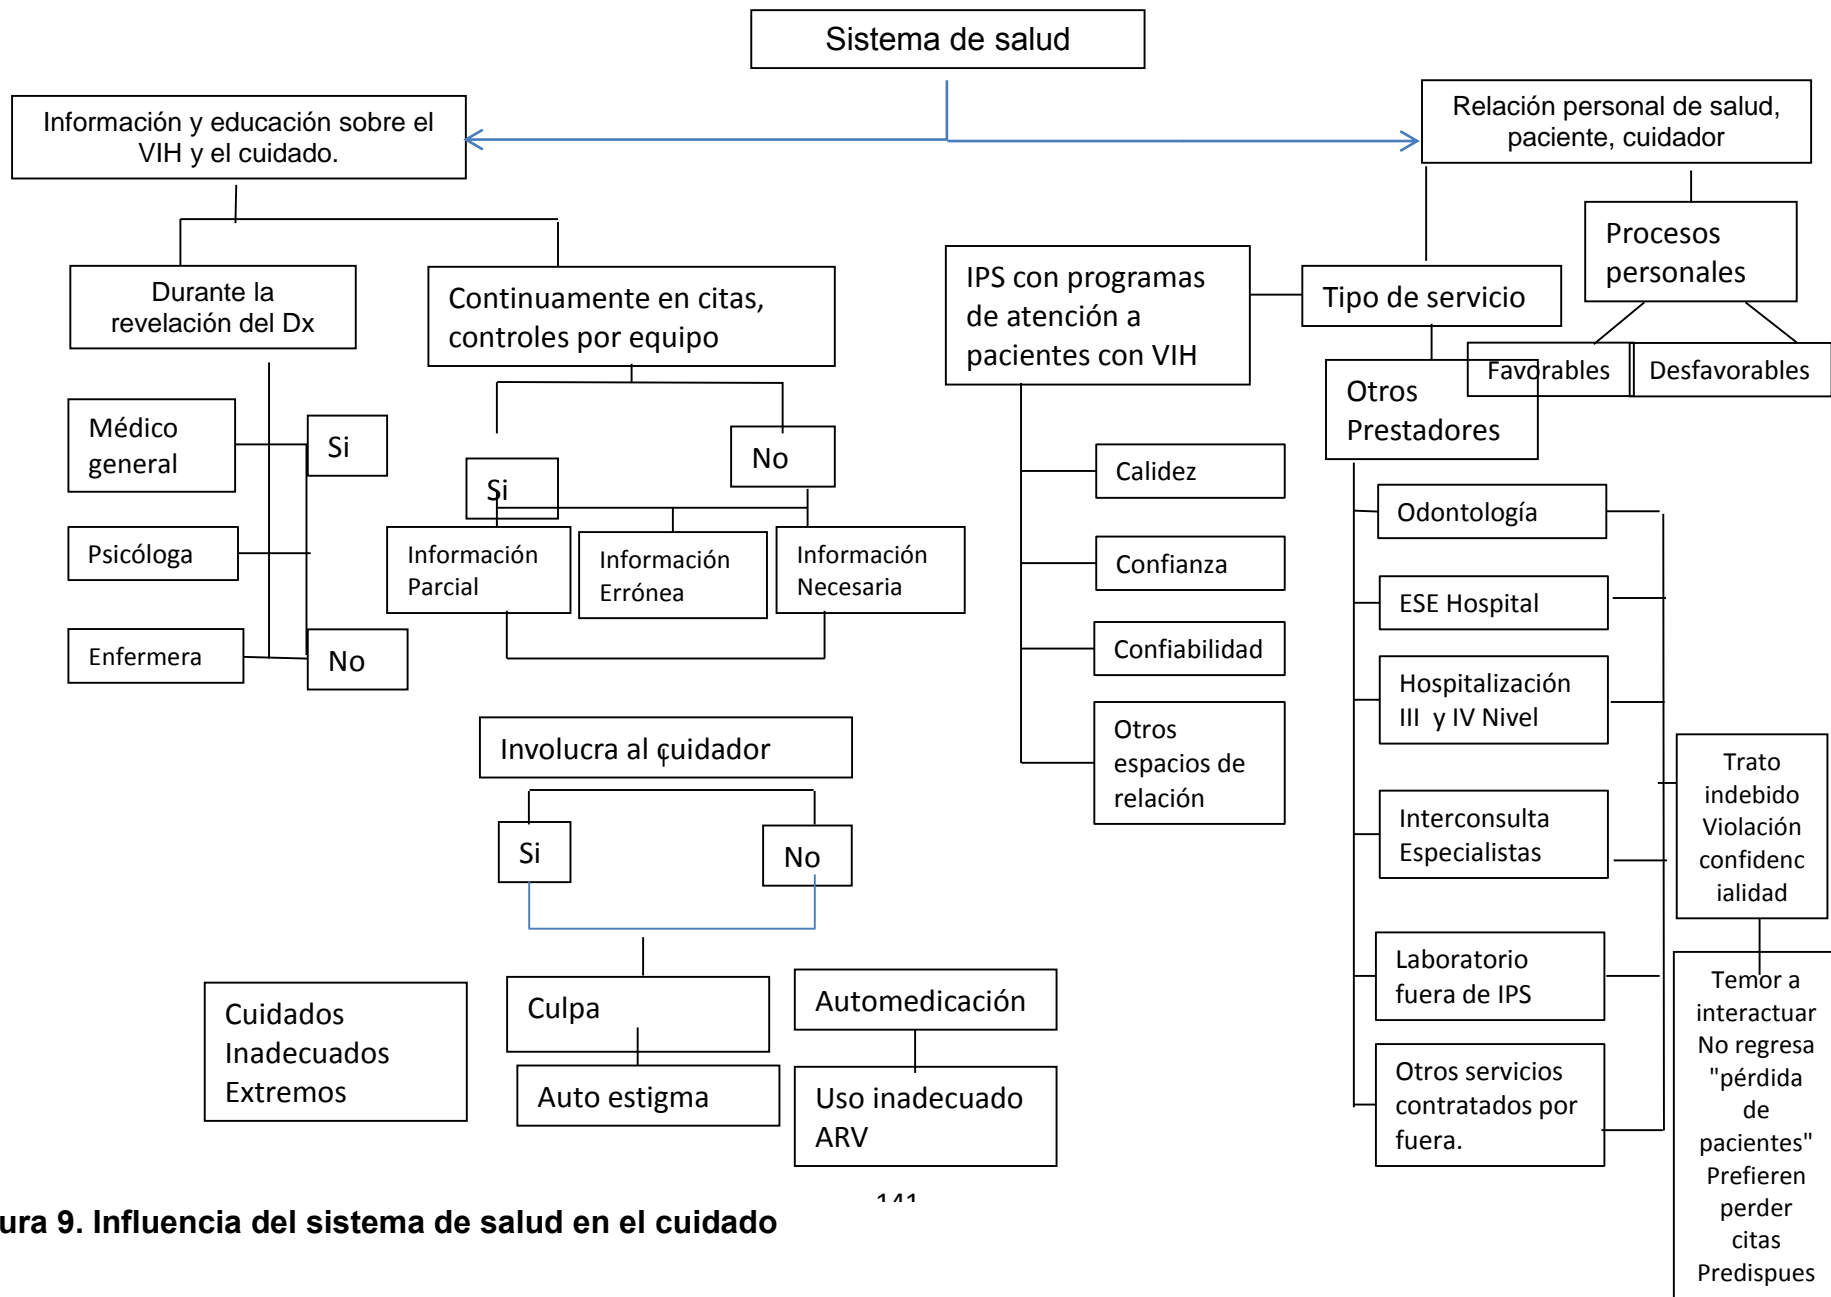 Sistema de salud
Información y educación sobre el
VIH y el cuidado.
Relación personal de salud,
paciente, cuidador
Durante la
revelación del Dx
Continuamente en citas,
controles por equipo
Médico
general
Si
Psicóloga
Enfermera
No
Si
No
Información
Parcial
Información
Errónea
Información
Necesaria
Involucra al cuidador
Si
No
Cuidados
Inadecuados
Extremos
Culpa
Auto estigma
Automedicación
Uso inadecuado
ARV
IPS con programas
de atención a
pacientes con VIH
Calidez
Confianza
Confiabilidad
Otros
espacios de
relación
Tipo de servicio
Procesos
personales
Favorables
Desfavorables
Otros
Prestadores
Odontología
ESE Hospital
Hospitalización
III y IV Nivel
Interconsulta
Especialistas
Laboratorio
fuera de IPS
Otros servicios
contratados por
fuera.
Trato
indebido
Violación
confidenc
ialidad
Temor a
interactuar
No regresa
"pérdida
de
pacientes"
Prefieren
perder
citas
Predispues
141
ura 9. Influencia del sistema de salud en el cuidado